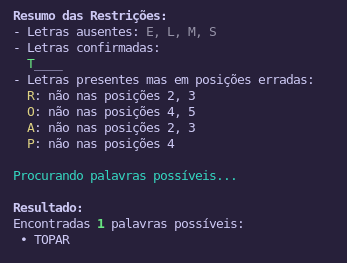 Resumo das Restrições:
- Letras ausentes: E, L, M, S
- Letras confirmadas:
T____
- Letras presentes mas em posições erradas:
R: não nas posições 2, 3
O: não nas posições 4, 5
A: não nas posições 2, 3
P: não nas posições 4
Procurando palavras possíveis...
Resultado:
Encontradas 1 palavras possíveis:
• TOPAR